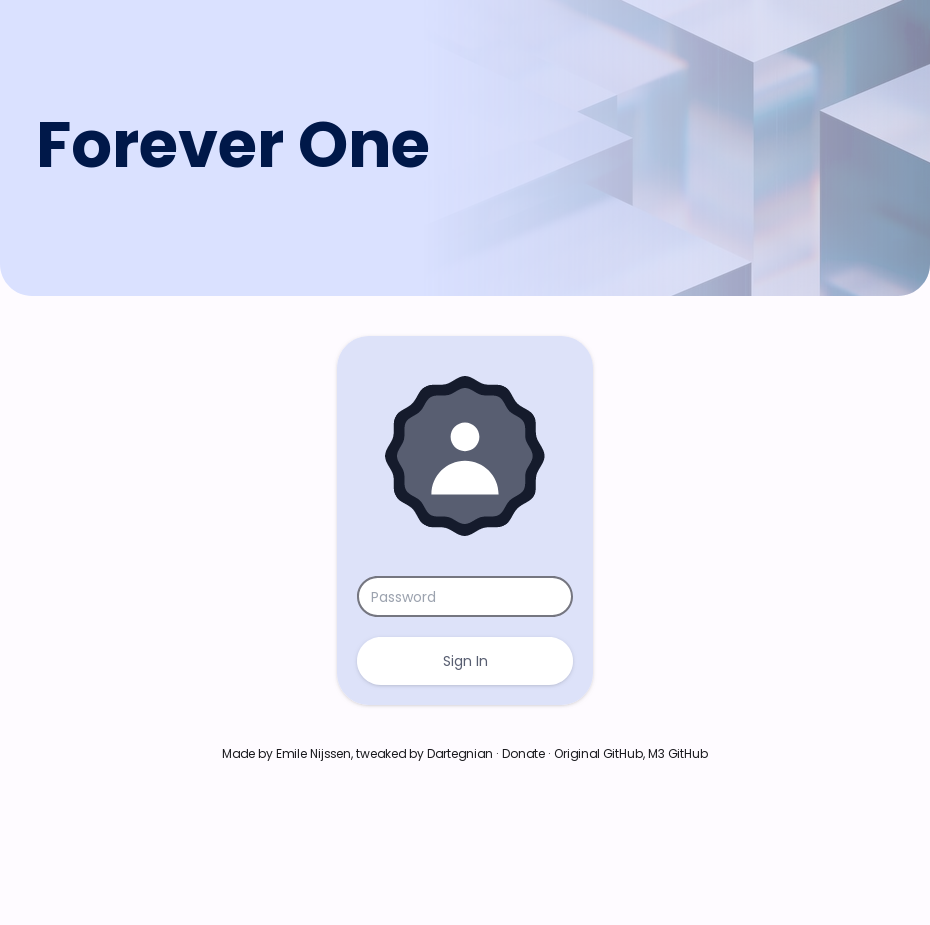 Forever One
Password
Sign In
Made by Emile Nijssen, tweaked by Dartegnian · Donate · Original GitHub, M3 GitHub